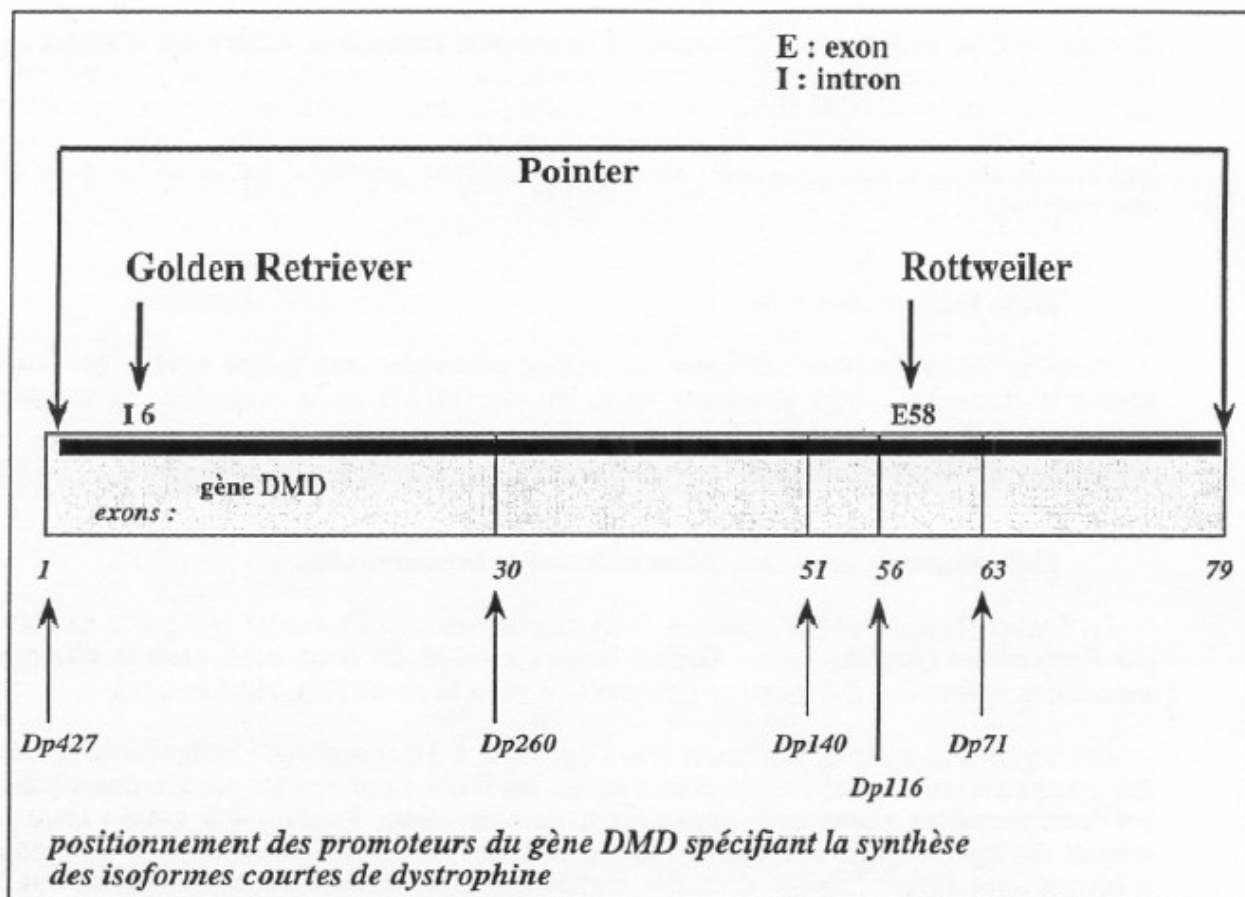 E : exon
I : intron
Pointer
Golden Retriever
Rottweiler
I 6
E58
gène DMD
exons :
1
30
51
56
63
79
Dp427
Dp260
Dp140
Dp71
Dp116
positionnement des promoteurs du gène DMD spécifiant la synthèse
des isoformes courtes de dystrophine